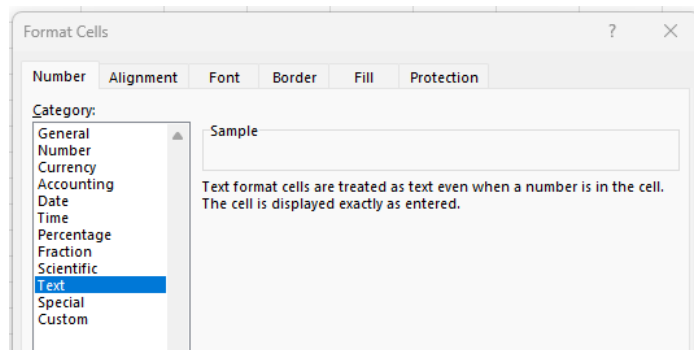 Format Cells ?
Number Alignment Font Border Fill Protection
Category:
General
Number
Currency
Accounting
Date
Time
Percentage
Fraction
Scientific
Text
Special
Custom
Sample
Text format cells are treated as text even when a number is in the cell.
The cell is displayed exactly as entered.